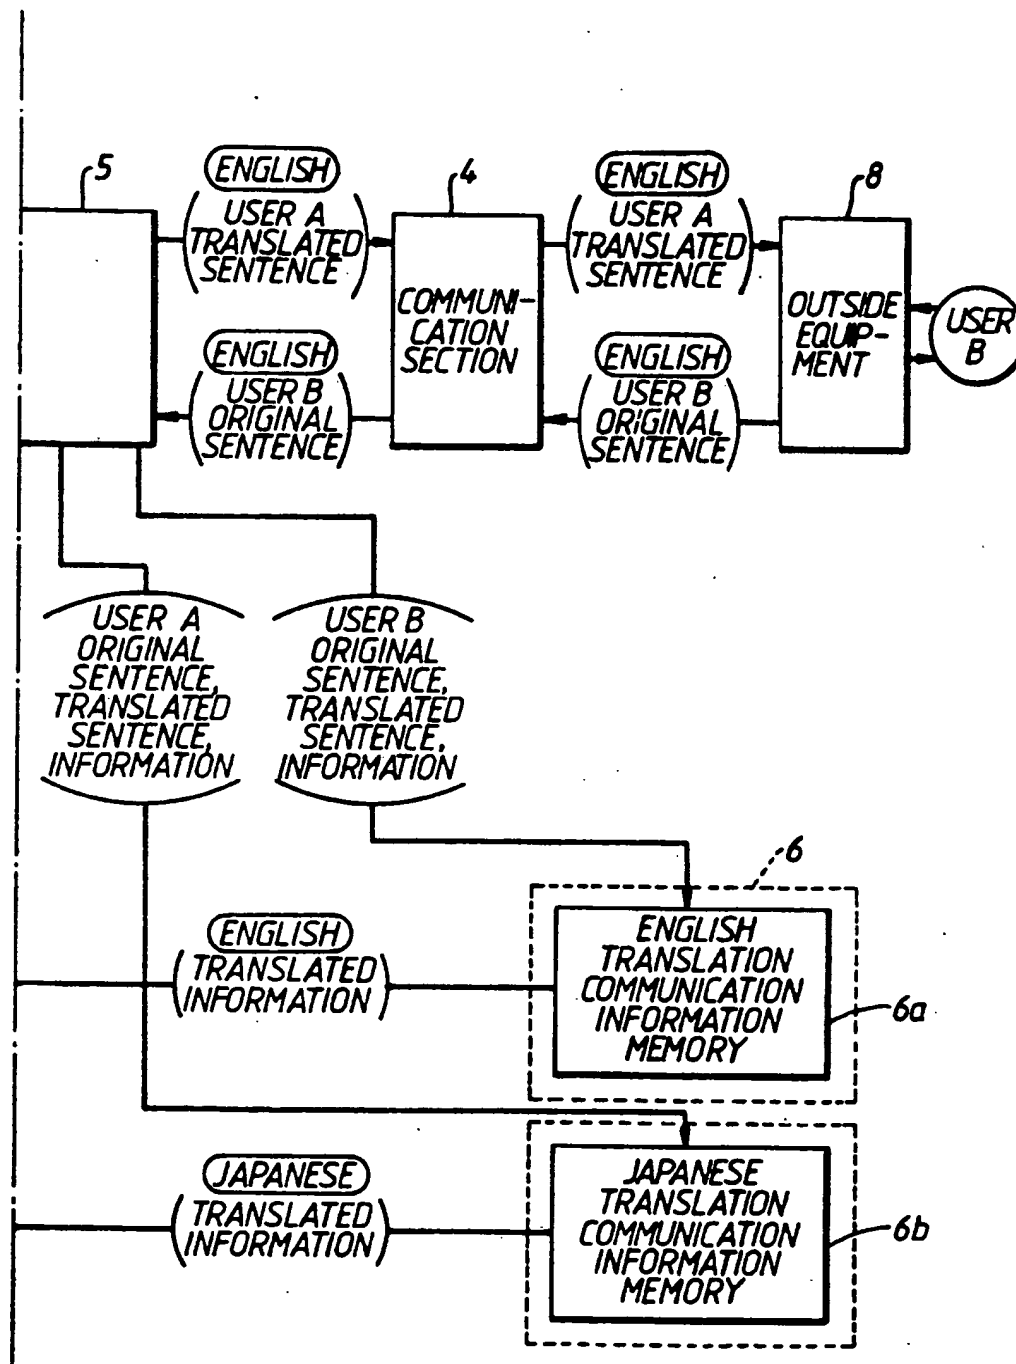 5
ENGLISH
USER A
TRANSLATED
SENTENCE
ENGLISH
USER B
ORIGINAL
SENTENCE
4
COMMUNI-
CATION
SECTION
ENGLISH
USER A
TRANSLATED
SENTENCE
ENGLISH
USER B
ORIGINAL
SENTENCE
8
OUTSIDE
EQUIP-
MENT
USER
B
USER A
ORIGINAL
SENTENCE,
TRANSLATED
SENTENCE,
INFORMATION
USER B
ORIGINAL
SENTENCE,
TRANSLATED
SENTENCE,
INFORMATION
6
ENGLISH
TRANSLATED
INFORMATION
ENGLISH
TRANSLATION
COMMUNICATION
INFORMATION
MEMORY
6a
JAPANESE
TRANSLATED
INFORMATION
JAPANESE
TRANSLATION
COMMUNICATION
INFORMATION
MEMORY
6b